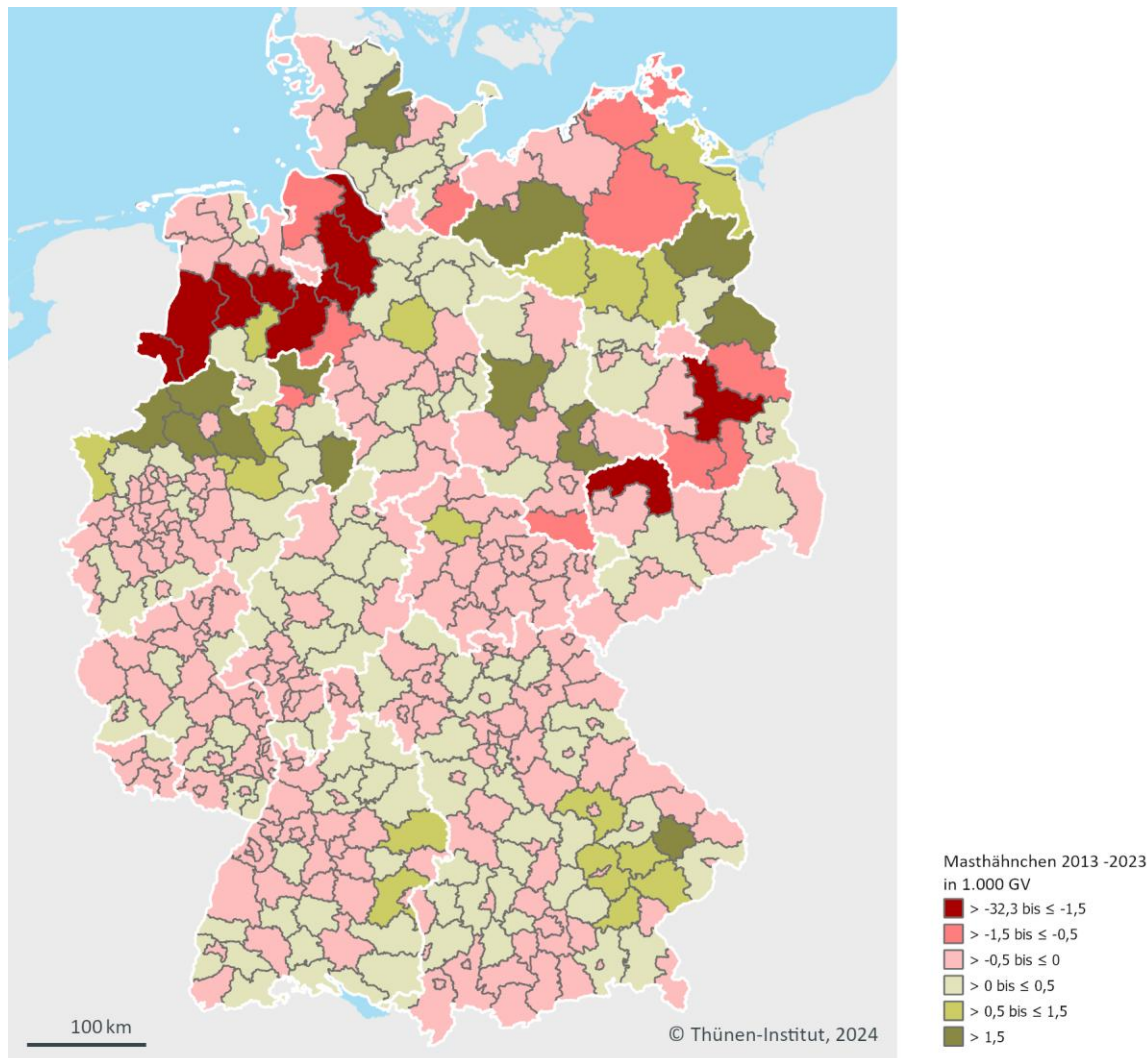 Masthähnchen 2013 -2023
in 1.000 GV
> -32,3 bis ≤ -1,5
> -1,5 bis ≤ -0,5
> -0,5 bis ≤ 0
> 0 bis ≤ 0,5
> 0,5 bis ≤ 1,5
> 1,5
100 km
© Thünen-Institut, 2024